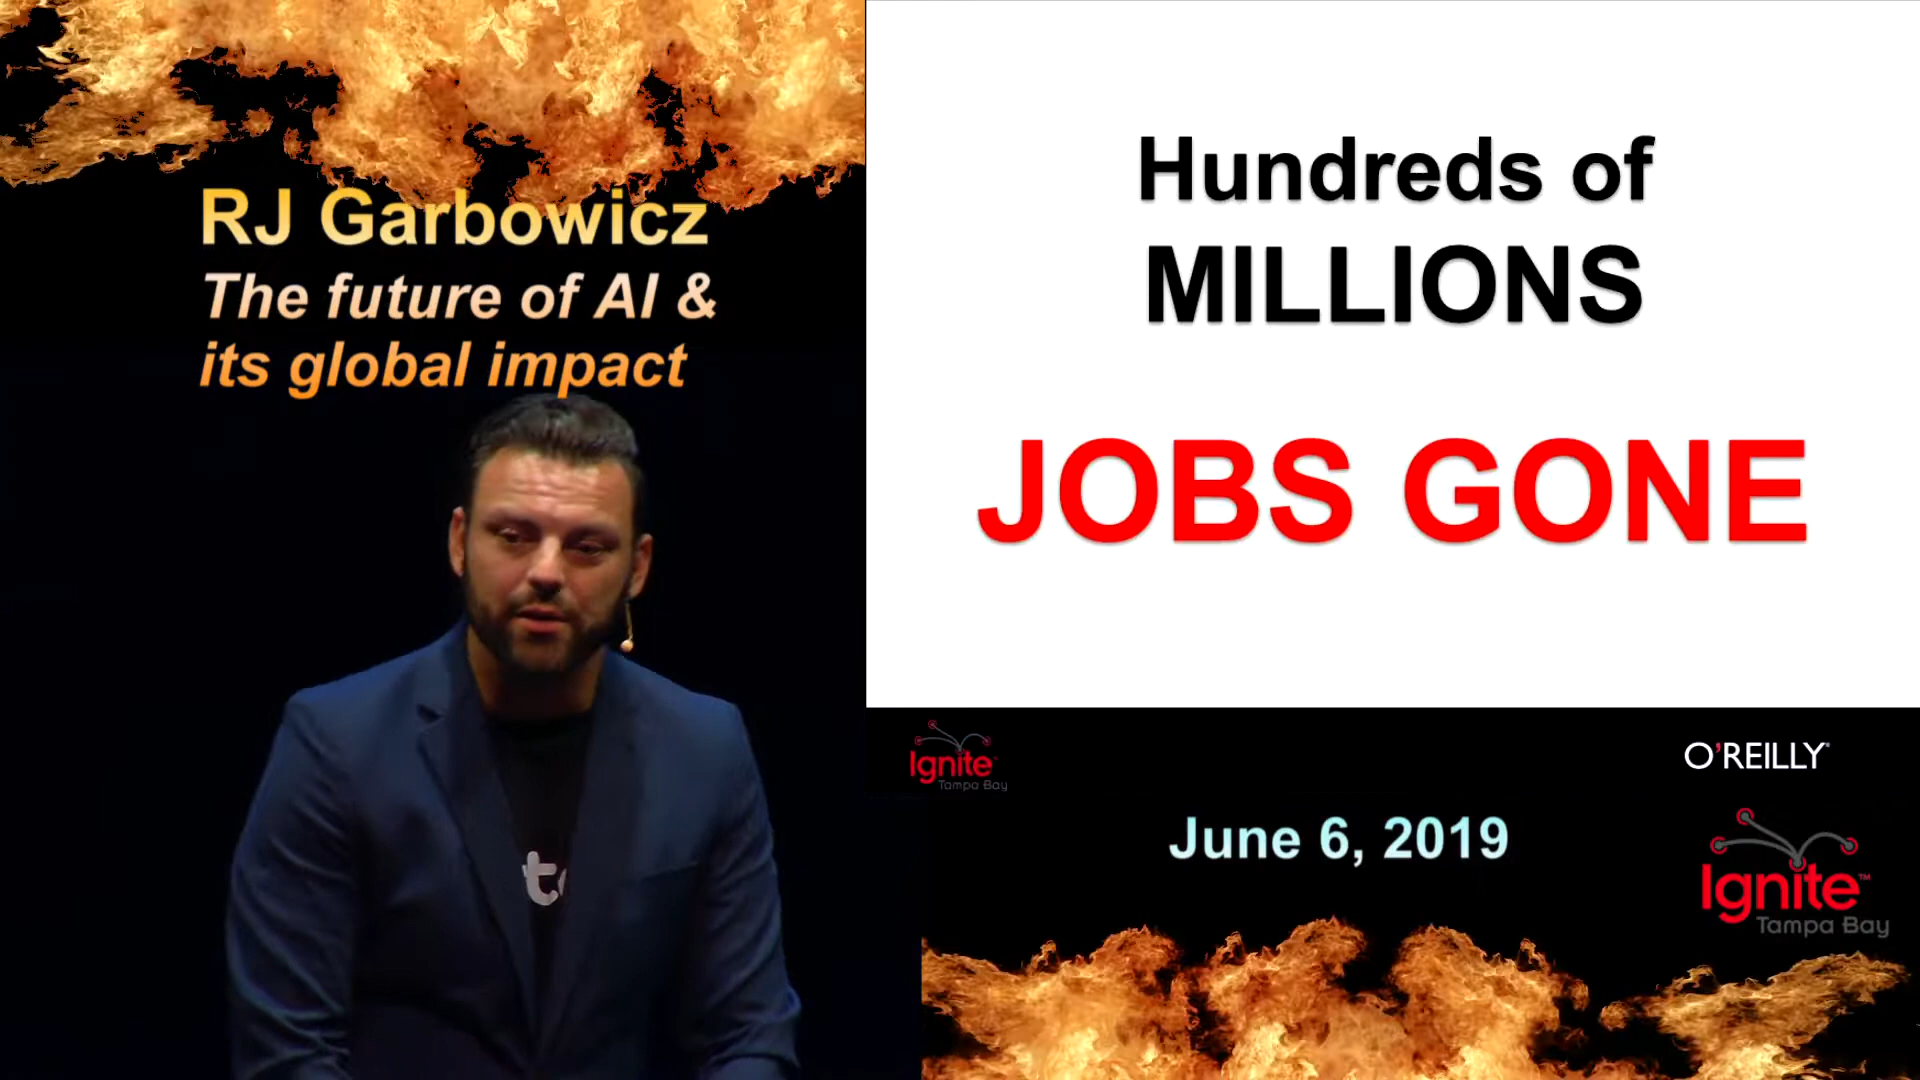 RJ Garbowicz
The future of AI &
its global impact
Hundreds of
MILLIONS
JOBS GONE
Ignite
Tampa Bay
O'REILLY
June 6, 2019
Ignite™
Tampa Bay